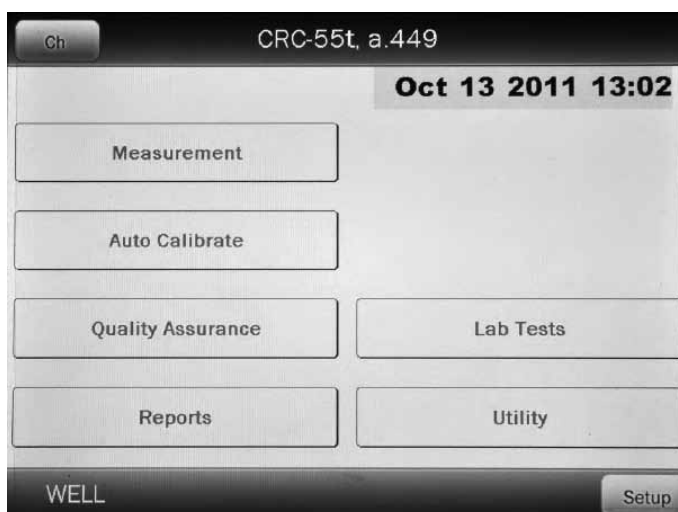 Ch CRC-55t, a.449
Oct 13 2011 13:02
Measurement
Auto Calibrate
Quality Assurance Lab Tests
Reports Utility
WELL Setup